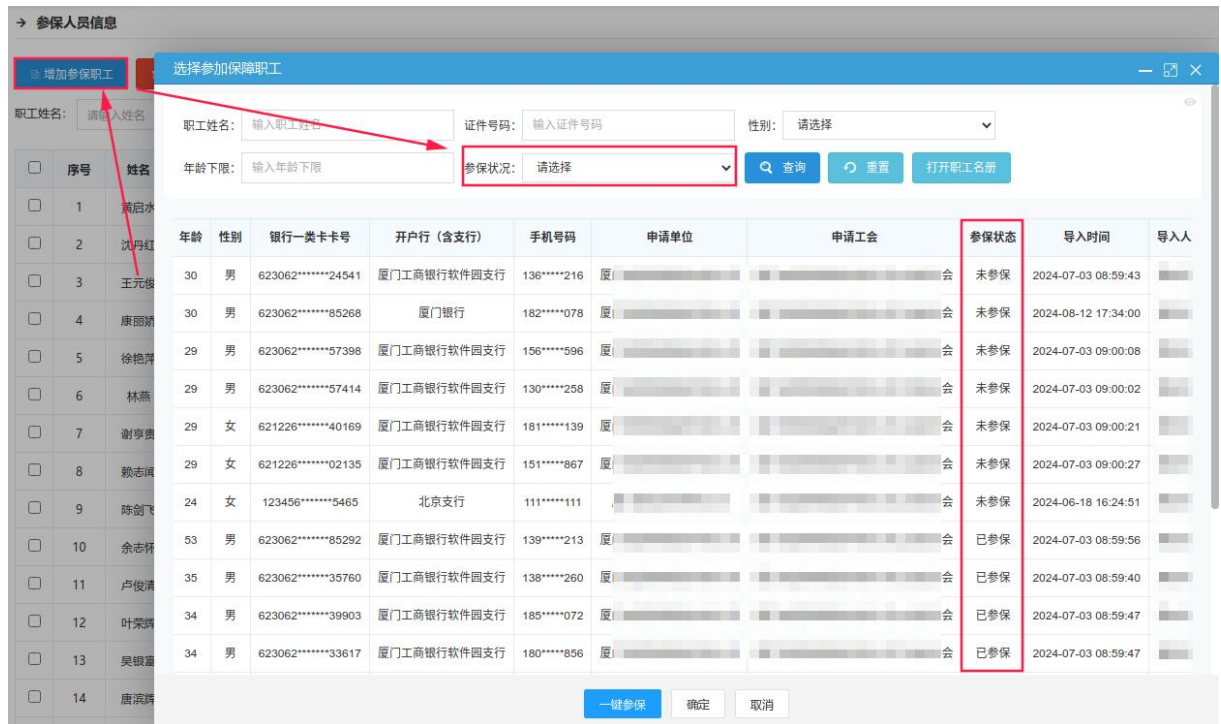 → 参保人员信息
增加参保职工
选择参加保障职工
职工姓名: 请输入姓名
职工姓名: 输入职工姓名 证件号码: 输入证件号码 性别: 请选择
年龄下限: 输入年龄下限 参保状况: 请选择 查询 重置 打开职工名册
序号 姓名
1 黄启水
2 沈丹红
3 王元俊
4 康丽娇
5 徐艳萍
6 林燕
7 谢亨贵
8 赖志闻
9 陈剑飞
10 余志怀
11 卢俊清
12 叶荣辉
13 吴银富
14 唐滨辉
年龄 性别 银行一类卡卡号 开户行（含支行） 手机号码 申请单位 申请工会 参保状态 导入时间 导入人
30 男 623062*******24541 厦门工商银行软件园支行 136*****216 厦 会 未参保 2024-07-03 08:59:43
30 男 623062*******85268 厦门银行 182*****078 厦 会 未参保 2024-08-12 17:34:00
29 男 623062*******57398 厦门工商银行软件园支行 156*****596 厦 会 未参保 2024-07-03 09:00:08
29 男 623062*******57414 厦门工商银行软件园支行 130*****258 厦 会 未参保 2024-07-03 09:00:02
29 女 621226*******40169 厦门工商银行软件园支行 181*****139 厦 会 未参保 2024-07-03 09:00:21
29 女 621226*******02135 厦门工商银行软件园支行 151*****867 厦 会 未参保 2024-07-03 09:00:27
24 女 123456*******5465 北京支行 111*****111 会 未参保 2024-06-18 16:24:51
53 男 623062*******85292 厦门工商银行软件园支行 139*****213 厦 会 已参保 2024-07-03 08:59:56
35 男 623062*******35760 厦门工商银行软件园支行 138*****260 厦 会 已参保 2024-07-03 08:59:40
34 男 623062*******39903 厦门工商银行软件园支行 185*****072 厦 会 已参保 2024-07-03 08:59:47
34 男 623062*******33617 厦门工商银行软件园支行 180*****856 厦 会 已参保 2024-07-03 08:59:47
一键参保 确定 取消